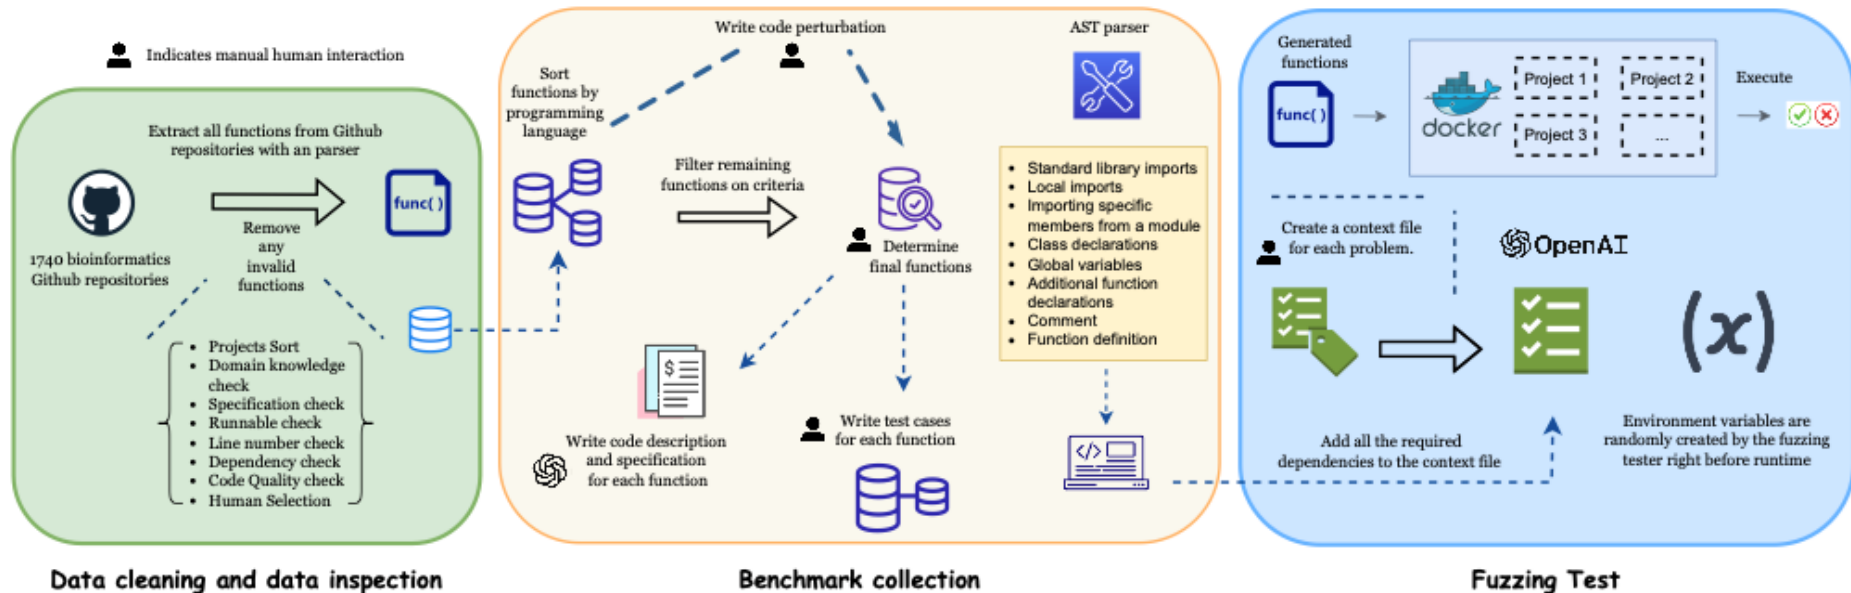 Indicates manual human interaction
Extract all functions from Github
repositories with an parser
func( )
Remove
any
invalid
functions
1740 bioinformatics
Github repositories
Projects Sort
Domain knowledge
check
Specification check
Runnable check
Line number check
Dependency check
Code Quality check
Human Selection
Data cleaning and data inspection
Write code perturbation
Sort
functions by
programming
language
Filter remaining
functions on criteria
Determine
final functions
$
Write code description
and specification
for each function
Write test cases
for each function
AST parser
Standard library imports
Local imports
Importing specific
members from a module
Class declarations
Global variables
Additional function
declarations
Comment
Function definition
</>
Benchmark collection
Generated
functions
func( )
docker
Project 1
Project 2
Project 3
...
Execute
Create a context file
for each problem.
OpenAI
(x)
Add all the required
dependencies to the context file
Environment variables are
randomly created by the fuzzing
tester right before runtime
Fuzzing Test